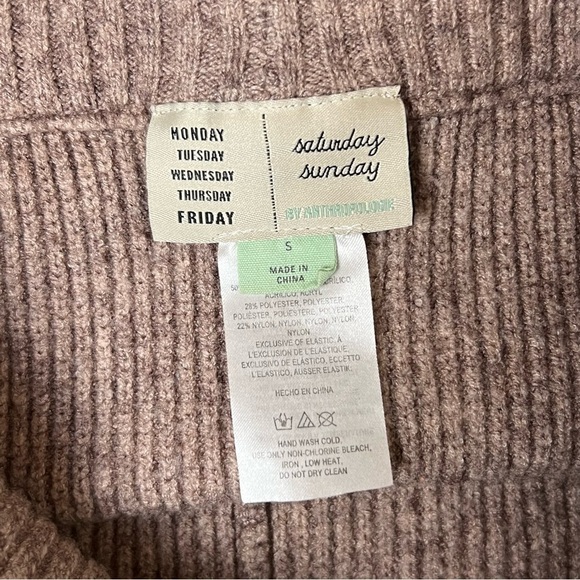 MONDAY
TUESDAY
WEDNESDAY
THURSDAY
FRIDAY
saturday
sunday
BY ANTHROPOLOGIE
S
MADE IN
CHINA
ACRILICO, ACRYL
28% POLYESTER, POLYESTER,
POLIÉSTER, POLIESTERE, POLYESTER
22% NYLON, NYLON, NYLON, NYLON,
NYLON
EXCLUSIVE OF ELASTIC, À
L'EXCLUSION DE L'ÉLASTIQUE,
EXCLUSIVO DE ELÁSTICO, ECCETTO
L'ELASTICO, AUSSER ELASTIK.
HECHO EN CHINA
HAND WASH COLD,
USE ONLY NON-CHLORINE BLEACH,
IRON , LOW HEAT,
DO NOT DRY CLEAN